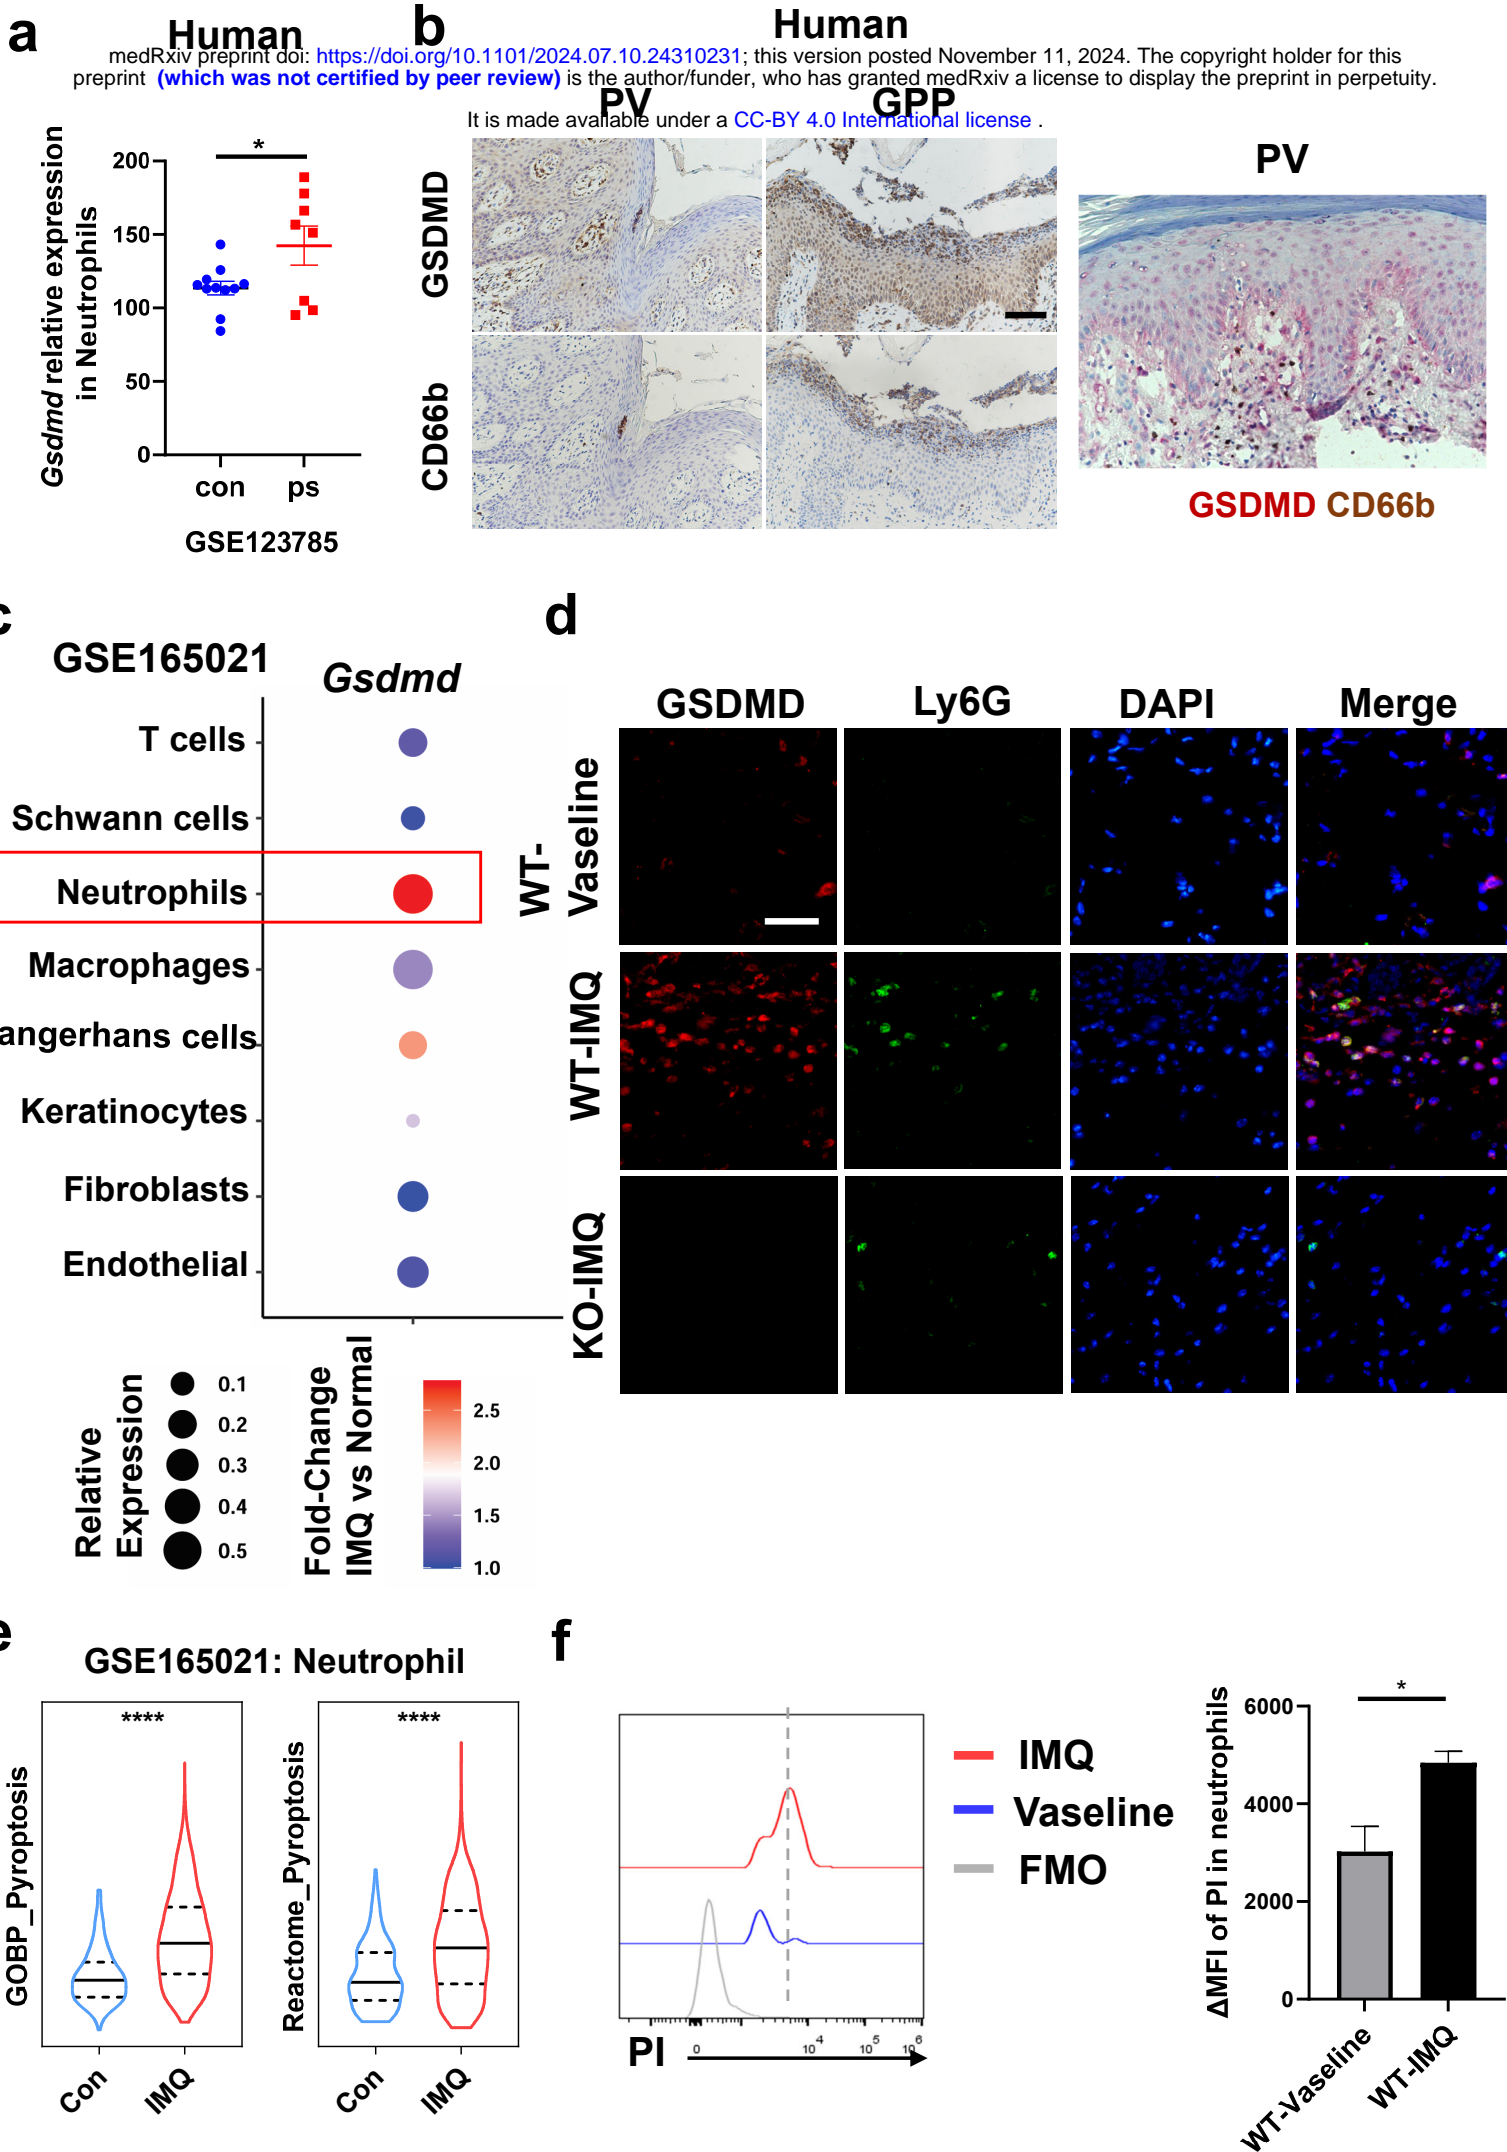 a
Human
b
Human
medRxiv preprint doi: https://doi.org/10.1101/2024.07.10.24310231; this version posted November 11, 2024. The copyright holder for this
preprint (which was not certified by peer review) is the author/funder, who has granted medRxiv a license to display the preprint in perpetuity.
It is made available under a CC-BY 4.0 International license .
PV
GPP
PV
Gsdmd relative expression
in Neutrophils
200
150
100
50
0
*
con
ps
GSE123785
GSDMD
CD66b
GSDMD CD66b
c
GSE165021
Gsdmd
T cells
Schwann cells
Neutrophils
Macrophages
angerhans cells
Keratinocytes
Fibroblasts
Endothelial
Relative
Expression
0.1
0.2
0.3
0.4
0.5
Fold-Change
IMQ vs Normal
2.5
2.0
1.5
1.0
d
GSDMD
Ly6G
DAPI
Merge
WT-
Vaseline
WT-IMQ
KO-IMQ
e
GSE165021: Neutrophil
GOBP_Pyroptosis
****
Con
IMQ
Reactome_Pyroptosis
****
Con
IMQ
f
IMQ
Vaseline
FMO
PI
0
10^4
10^5
10^6
ΔMFI of PI in neutrophils
6000
4000
2000
0
*
WT-Vaseline
WT-IMQ